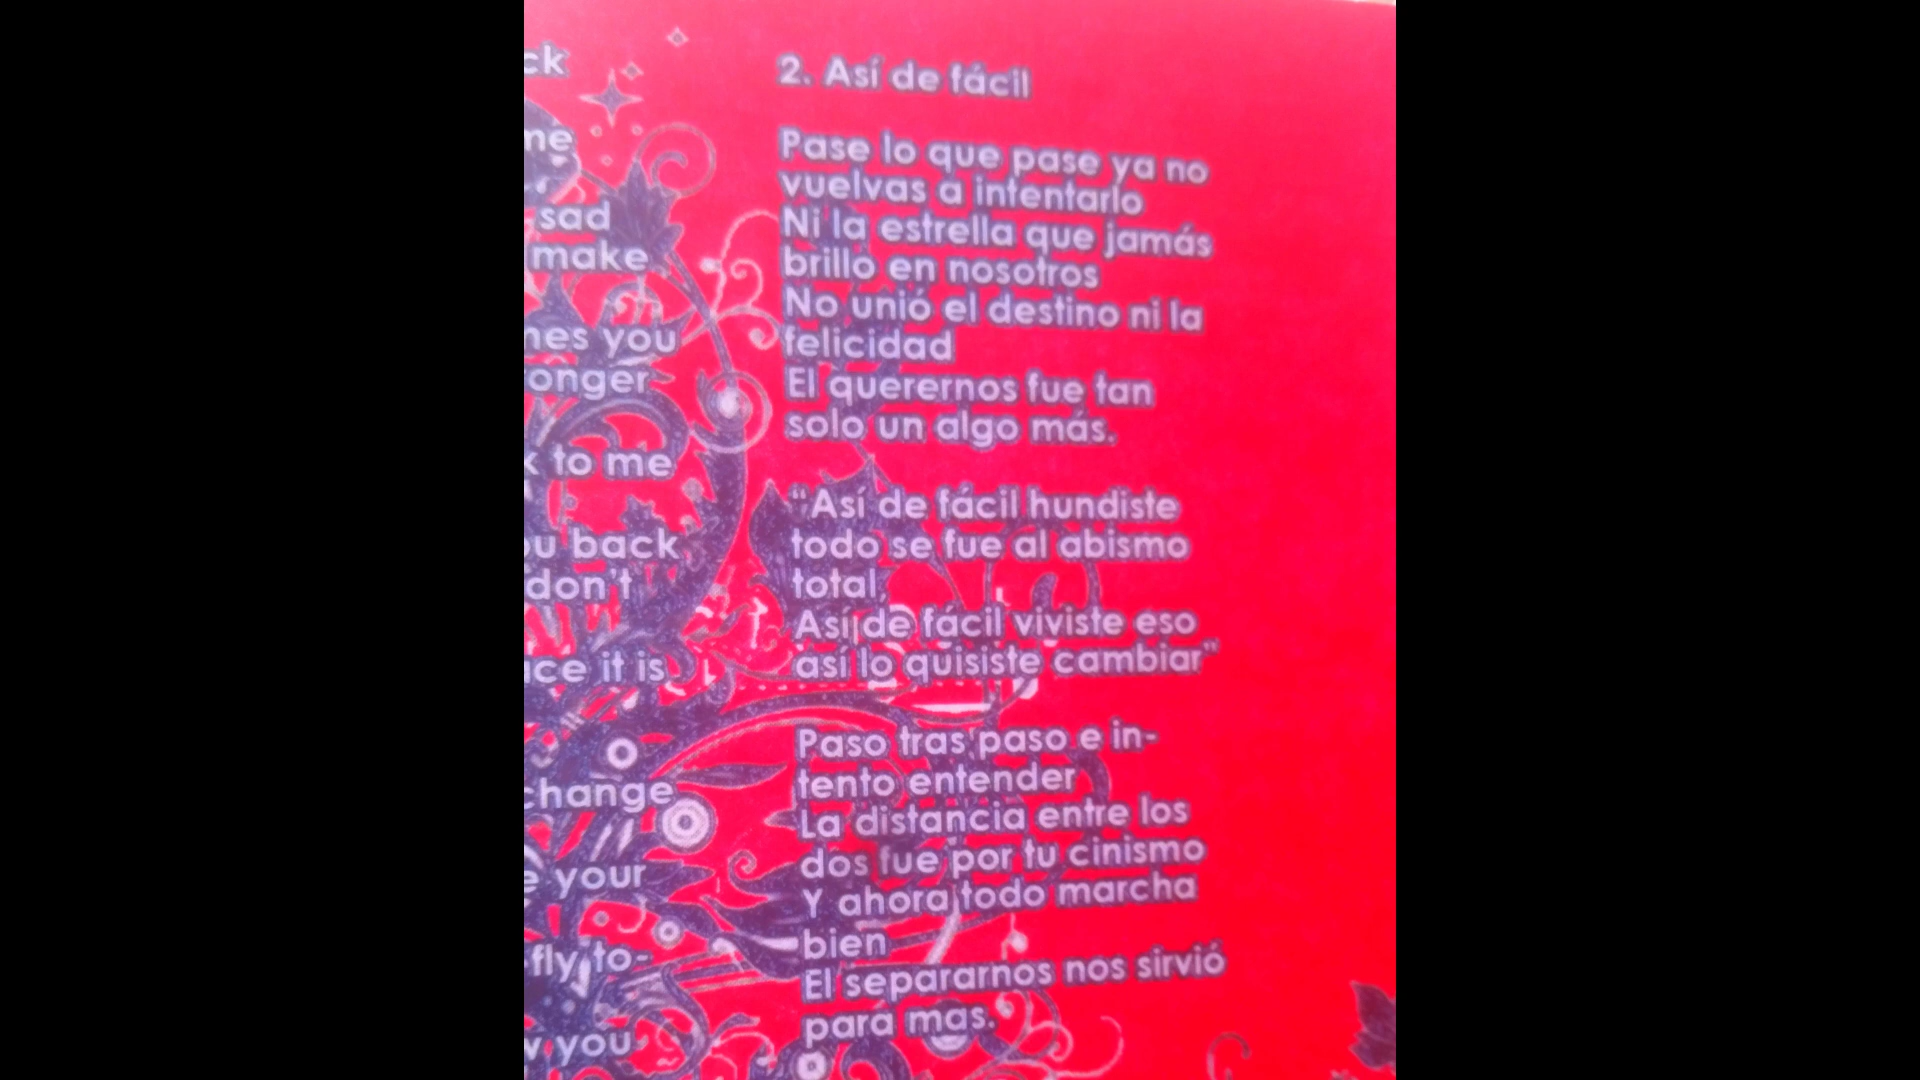 ck
me
sad
make
nes you
onger
k to me
ou back
don't
ace it is
change
e your
fly to-
w you
2. Así de fácil
Pase lo que pase ya no
vuelvas a intentarlo
Ni la estrella que jamás
brillo en nosotros
No unió el destino ni la
felicidad
El querernos fue tan
solo un algo más.
“Así de fácil hundiste
todo se fue al abismo
total,
Así de fácil viviste eso
así lo quisiste cambiar”
Paso tras paso e in-
tento entender
La distancia entre los
dos fue por tu cinismo
Y ahora todo marcha
bien
El separarnos nos sirvió
para mas.